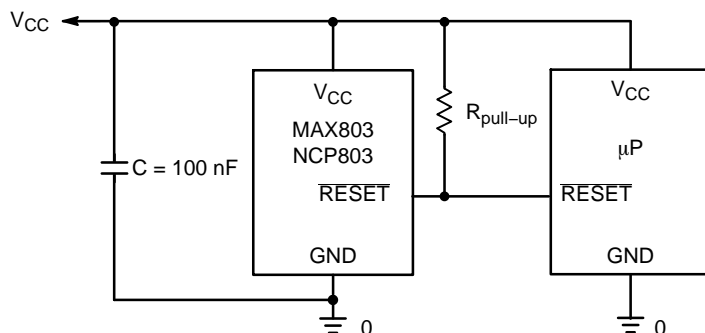 VCC
VCC
MAX803
NCP803
RESET
GND
C = 100 nF
Rpull−up
VCC
μP
RESET
GND
0
0